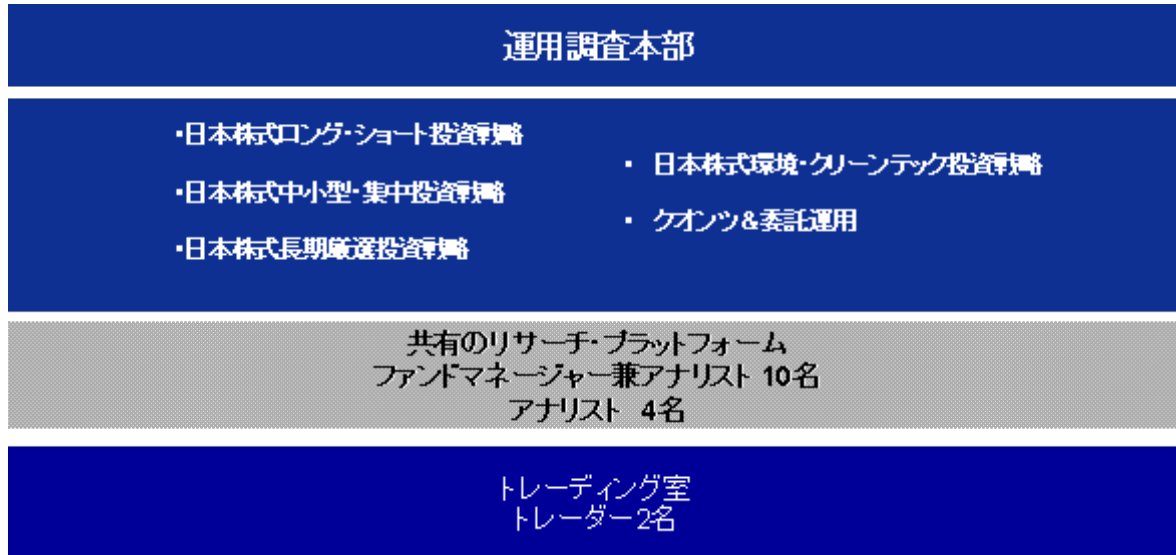 運用調査本部
・日本株式ロング・ショート投資戦略
・日本株式中小型・集中投資戦略
・日本株式長期厳選投資戦略
・ 日本株式環境・クリーンテック投資戦略
・ クオンツ&委託運用
共有のリサーチ・プラットフォーム
ファンドマネージャー兼アナリスト 10名
アナリスト 4名
トレーディング室
トレーダー2名